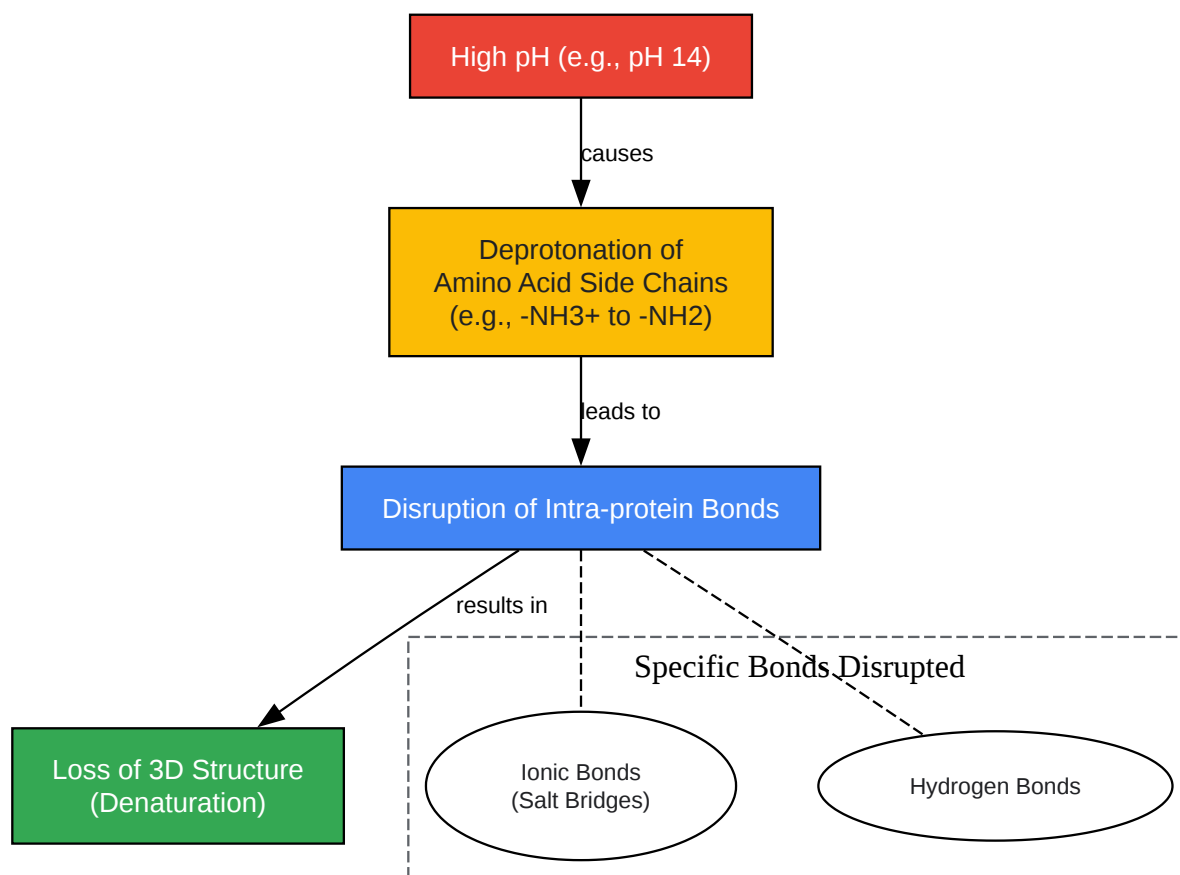 High pH (e.g., pH 14)
causes
Deprotonation of
Amino Acid Side Chains
(e.g., -NH3+ to -NH2)
leads to
Disruption of Intra-protein Bonds
results in
Specific Bonds Disrupted
Loss of 3D Structure
(Denaturation)
Ionic Bonds
(Salt Bridges)
Hydrogen Bonds